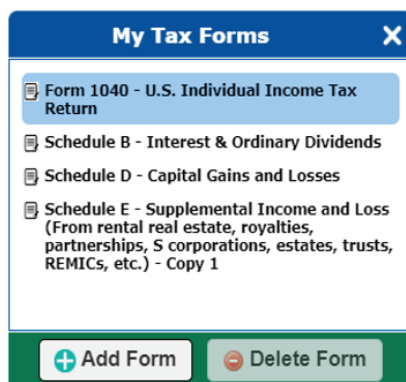 My Tax Forms
Form 1040 - U.S. Individual Income Tax
Return
Schedule B - Interest & Ordinary Dividends
Schedule D - Capital Gains and Losses
Schedule E - Supplemental Income and Loss
(From rental real estate, royalties,
partnerships, S corporations, estates, trusts,
REMICs, etc.) - Copy 1
Add Form Delete Form